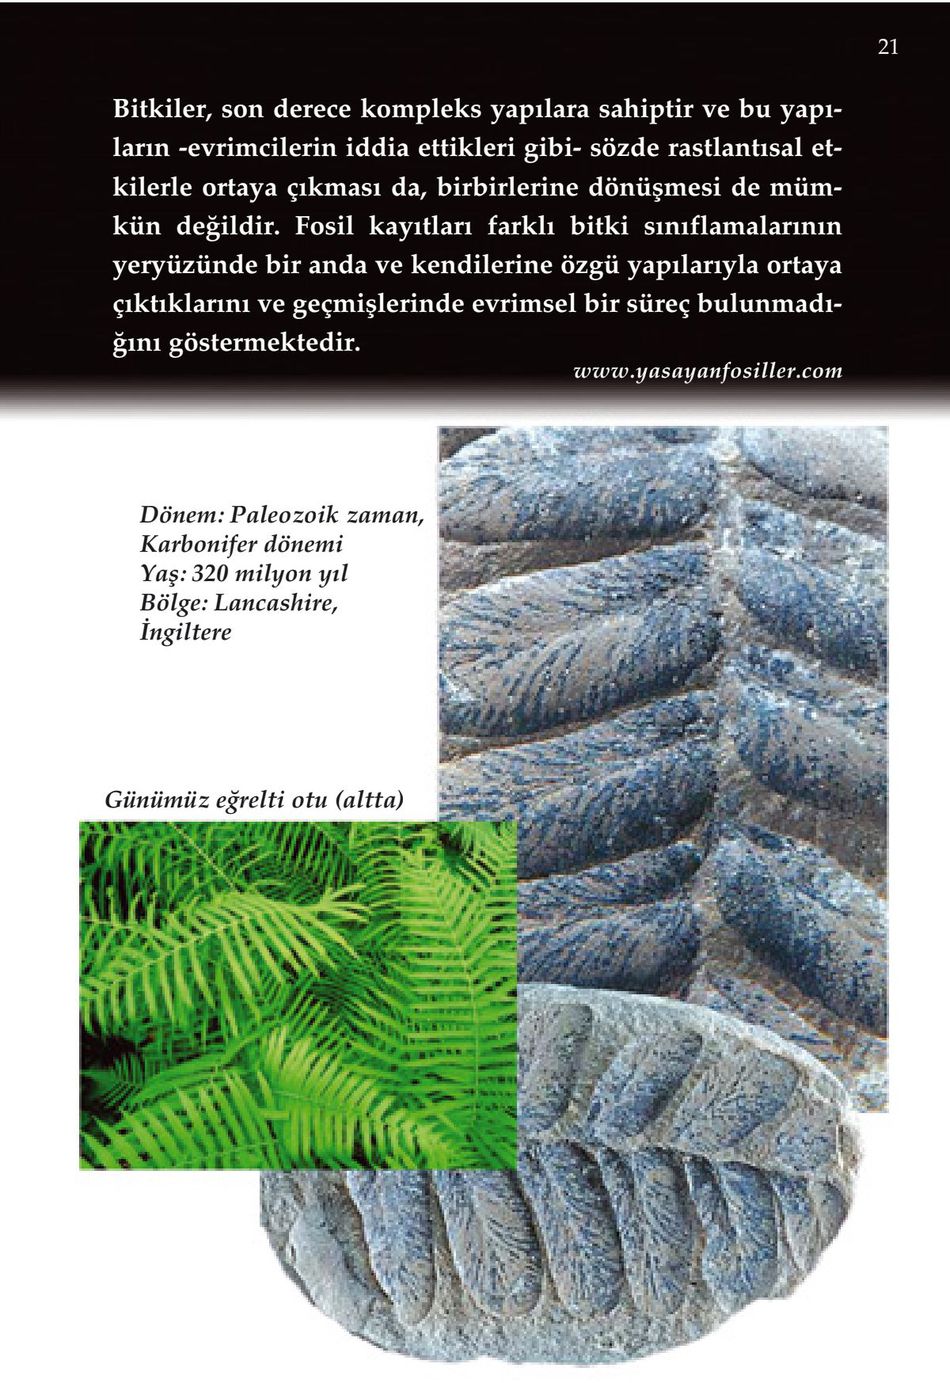 21
Bitkiler, son derece kompleks yapılara sahiptir ve bu yapı-
ların -evrimcilerin iddia ettikleri gibi- sözde rastlantısal et-
kilerle ortaya çıkması da, birbirlerine dönüşmesi de müm-
kün değildir. Fosil kayıtları farklı bitki sınıflamalarının
yeryüzünde bir anda ve kendilerine özgü yapılarıyla ortaya
çıktıklarını ve geçmişlerinde evrimsel bir süreç bulunmadı-
ğını göstermektedir.
www.yasayanfosiller.com
Dönem: Paleozoik zaman,
Karbonifer dönemi
Yaş: 320 milyon yıl
Bölge: Lancashire,
İngiltere
Günümüz eğrelti otu (altta)